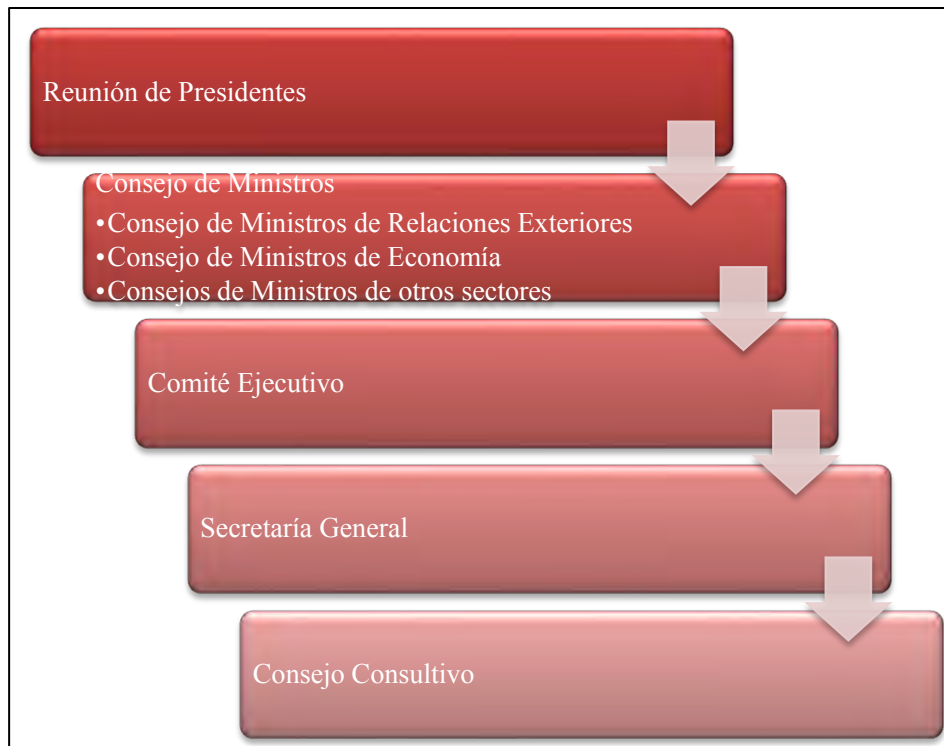 Reunión de Presidentes
Consejo de Ministros
•Consejo de Ministros de Relaciones Exteriores
•Consejo de Ministros de Economía
•Consejos de Ministros de otros sectores
Comité Ejecutivo
Secretaría General
Consejo Consultivo